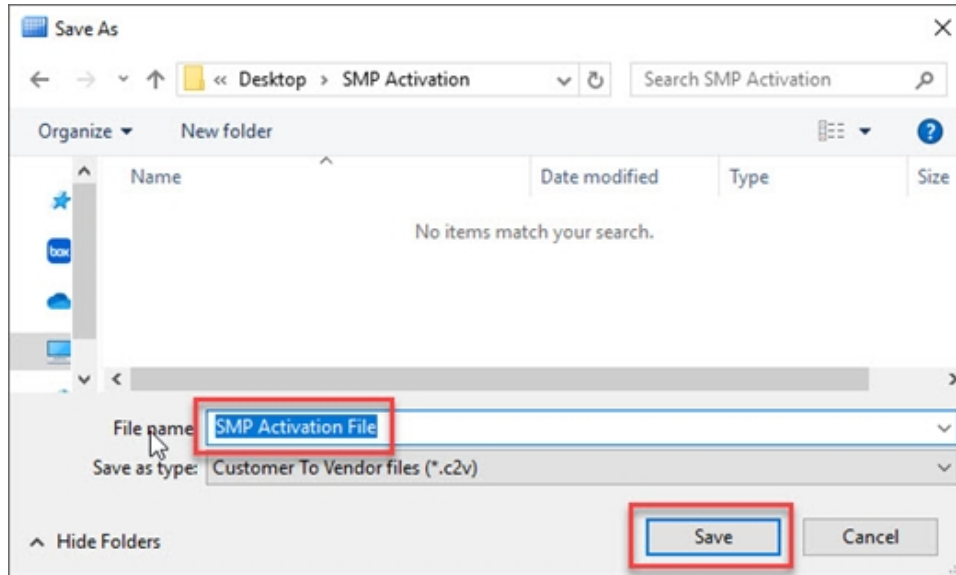 Save As
« Desktop › SMP Activation
Search SMP Activation
Organize New folder
?
Name Date modified Type Size
No items match your search.
box
File name: SMP Activation File
Save as type: Customer To Vendor files (*.c2v)
Hide Folders Save Cancel